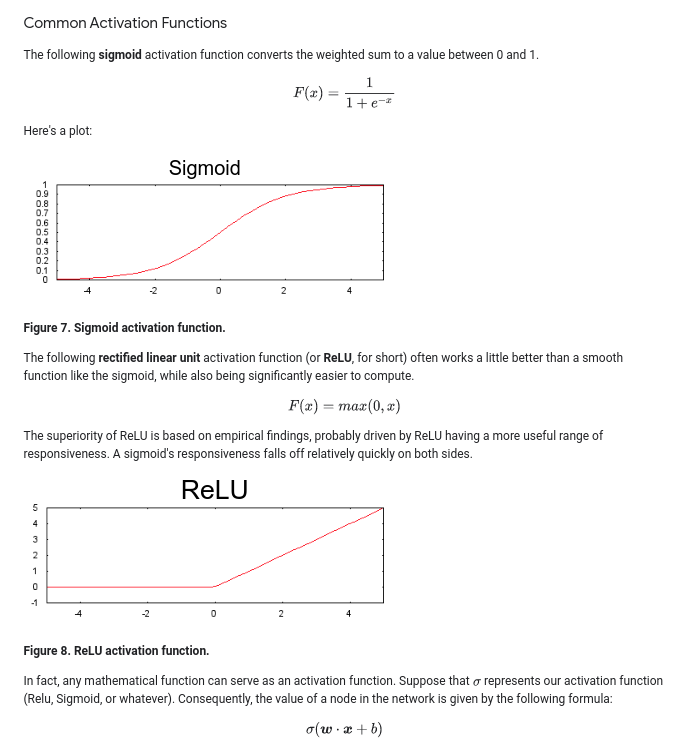 Common Activation Functions
The following sigmoid activation function converts the weighted sum to a value between 0 and 1.
F(x) = 1 / (1 + e^{-x})
Here's a plot:
Sigmoid
1
0.9
0.8
0.7
0.6
0.5
0.4
0.3
0.2
0.1
0
-4 -2 0 2 4
Figure 7. Sigmoid activation function.
The following rectified linear unit activation function (or ReLU, for short) often works a little better than a smooth
function like the sigmoid, while also being significantly easier to compute.
F(x) = max(0, x)
The superiority of ReLU is based on empirical findings, probably driven by ReLU having a more useful range of
responsiveness. A sigmoid's responsiveness falls off relatively quickly on both sides.
ReLU
5
4
3
2
1
0
-1
-4 -2 0 2 4
Figure 8. ReLU activation function.
In fact, any mathematical function can serve as an activation function. Suppose that σ represents our activation function
(Relu, Sigmoid, or whatever). Consequently, the value of a node in the network is given by the following formula:
σ(w · x + b)